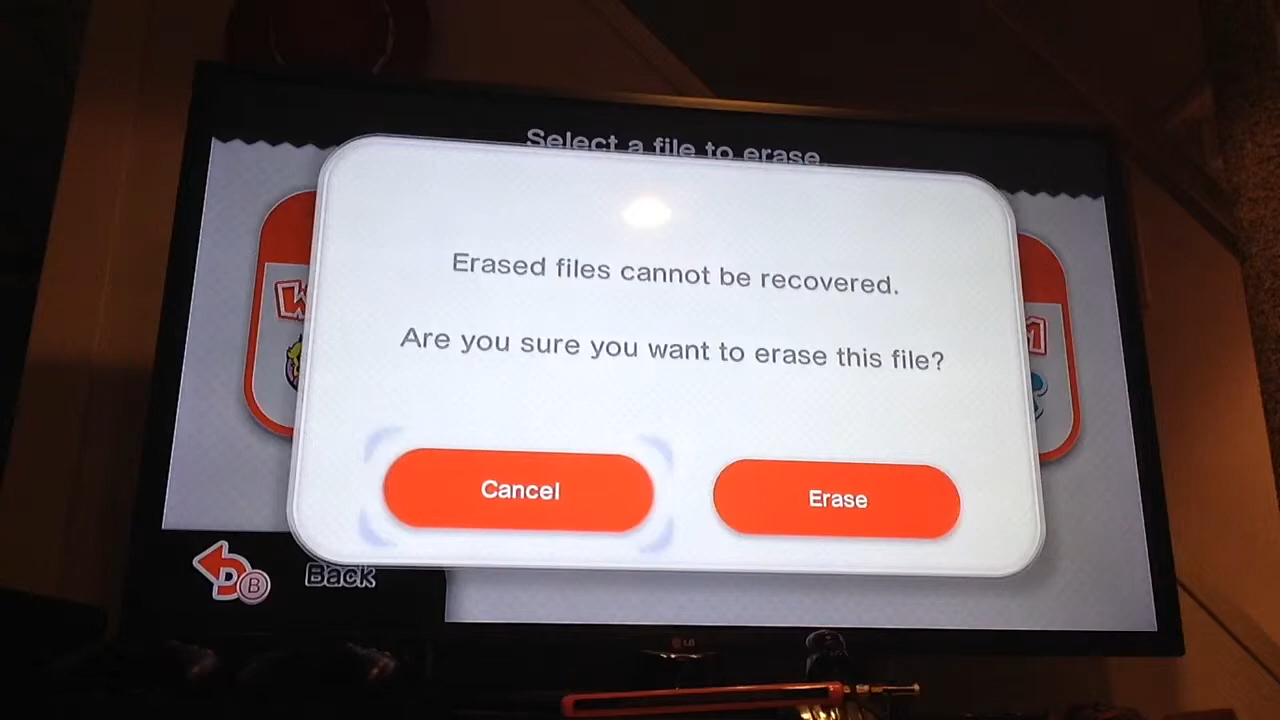 Select a file to erase.
Erased files cannot be recovered.
Are you sure you want to erase this file?
Cancel
Erase
B
Back
LG